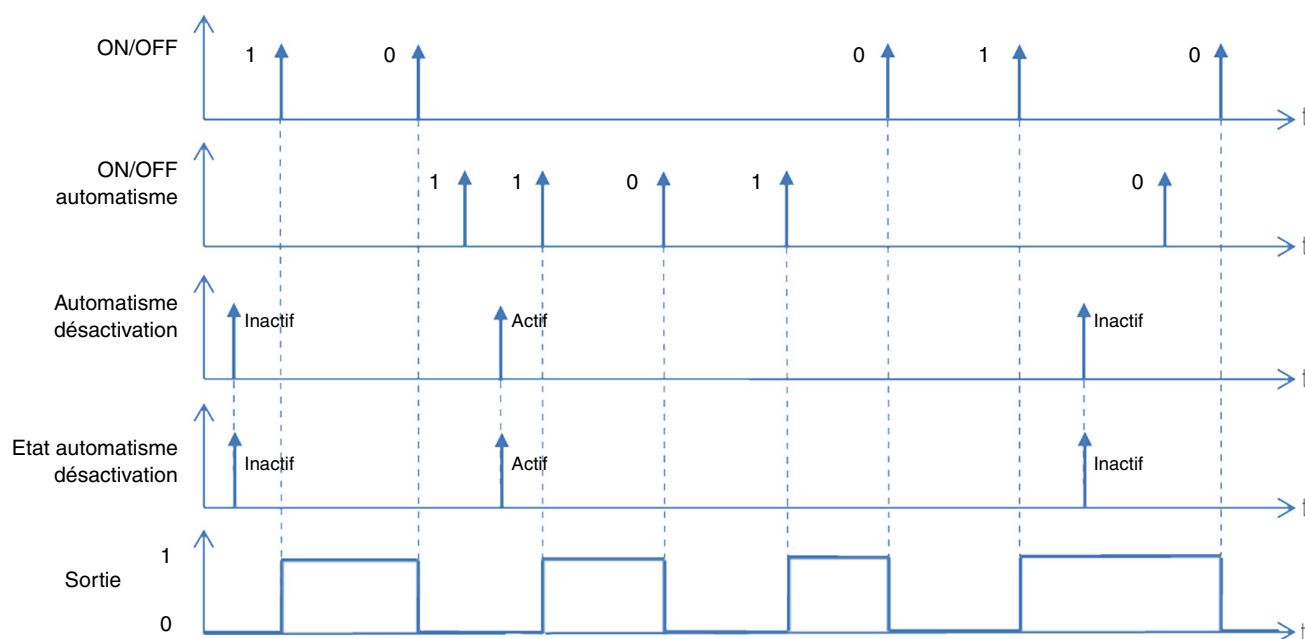 ON/OFF
1
0
0
1
0
t
ON/OFF
automatisme
1
1
0
1
0
t
Automatisme
désactivation
Inactif
Actif
Inactif
t
Etat automatisme
désactivation
Inactif
Actif
Inactif
t
1
Sortie
0
t